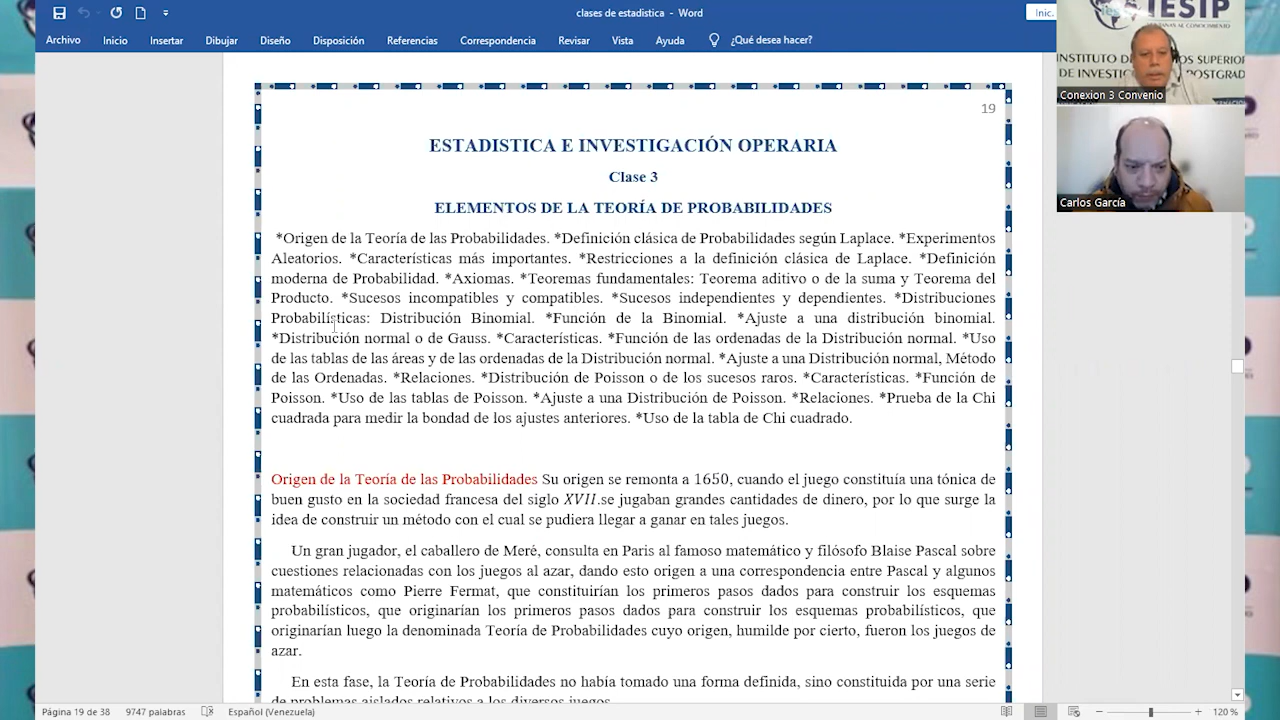 clases de estadistica - Word
Inic.
Archivo Inicio Insertar Dibujar Diseño Disposición Referencias Correspondencia Revisar Vista Ayuda ¿Qué desea hacer?
IESIP
INSTITUTO DE OS SUPERIOR
DE INVESTIG POSTGRAD
Conexion 3 Convenio
Carlos García
19
ESTADISTICA E INVESTIGACIÓN OPERARIA
Clase 3
ELEMENTOS DE LA TEORÍA DE PROBABILIDADES
*Origen de la Teoría de las Probabilidades. *Definición clásica de Probabilidades según Laplace. *Experimentos
Aleatorios. *Características más importantes. *Restricciones a la definición clásica de Laplace. *Definición
moderna de Probabilidad. *Axiomas. *Teoremas fundamentales: Teorema aditivo o de la suma y Teorema del
Producto. *Sucesos incompatibles y compatibles. *Sucesos independientes y dependientes. *Distribuciones
Probabilísticas: Distribución Binomial. *Función de la Binomial. *Ajuste a una distribución binomial.
*Distribución normal o de Gauss. *Características. *Función de las ordenadas de la Distribución normal. *Uso
de las tablas de las áreas y de las ordenadas de la Distribución normal. *Ajuste a una Distribución normal, Método
de las Ordenadas. *Relaciones. *Distribución de Poisson o de los sucesos raros. *Características. *Función de
Poisson. *Uso de las tablas de Poisson. *Ajuste a una Distribución de Poisson. *Relaciones. *Prueba de la Chi
cuadrada para medir la bondad de los ajustes anteriores. *Uso de la tabla de Chi cuadrado.
Origen de la Teoría de las Probabilidades Su origen se remonta a 1650, cuando el juego constituía una tónica de
buen gusto en la sociedad francesa del siglo XVII.se jugaban grandes cantidades de dinero, por lo que surge la
idea de construir un método con el cual se pudiera llegar a ganar en tales juegos.
Un gran jugador, el caballero de Meré, consulta en Paris al famoso matemático y filósofo Blaise Pascal sobre
cuestiones relacionadas con los juegos al azar, dando esto origen a una correspondencia entre Pascal y algunos
matemáticos como Pierre Fermat, que constituirían los primeros pasos dados para construir los esquemas
probabilísticos, que originarían los primeros pasos dados para construir los esquemas probabilísticos, que
originarían luego la denominada Teoría de Probabilidades cuyo origen, humilde por cierto, fueron los juegos de
azar.
En esta fase, la Teoría de Probabilidades no había tomado una forma definida, sino constituida por una serie
de problemas aislados relativos a los diversos juegos.
Página 19 de 38 9747 palabras Español (Venezuela) 120 %